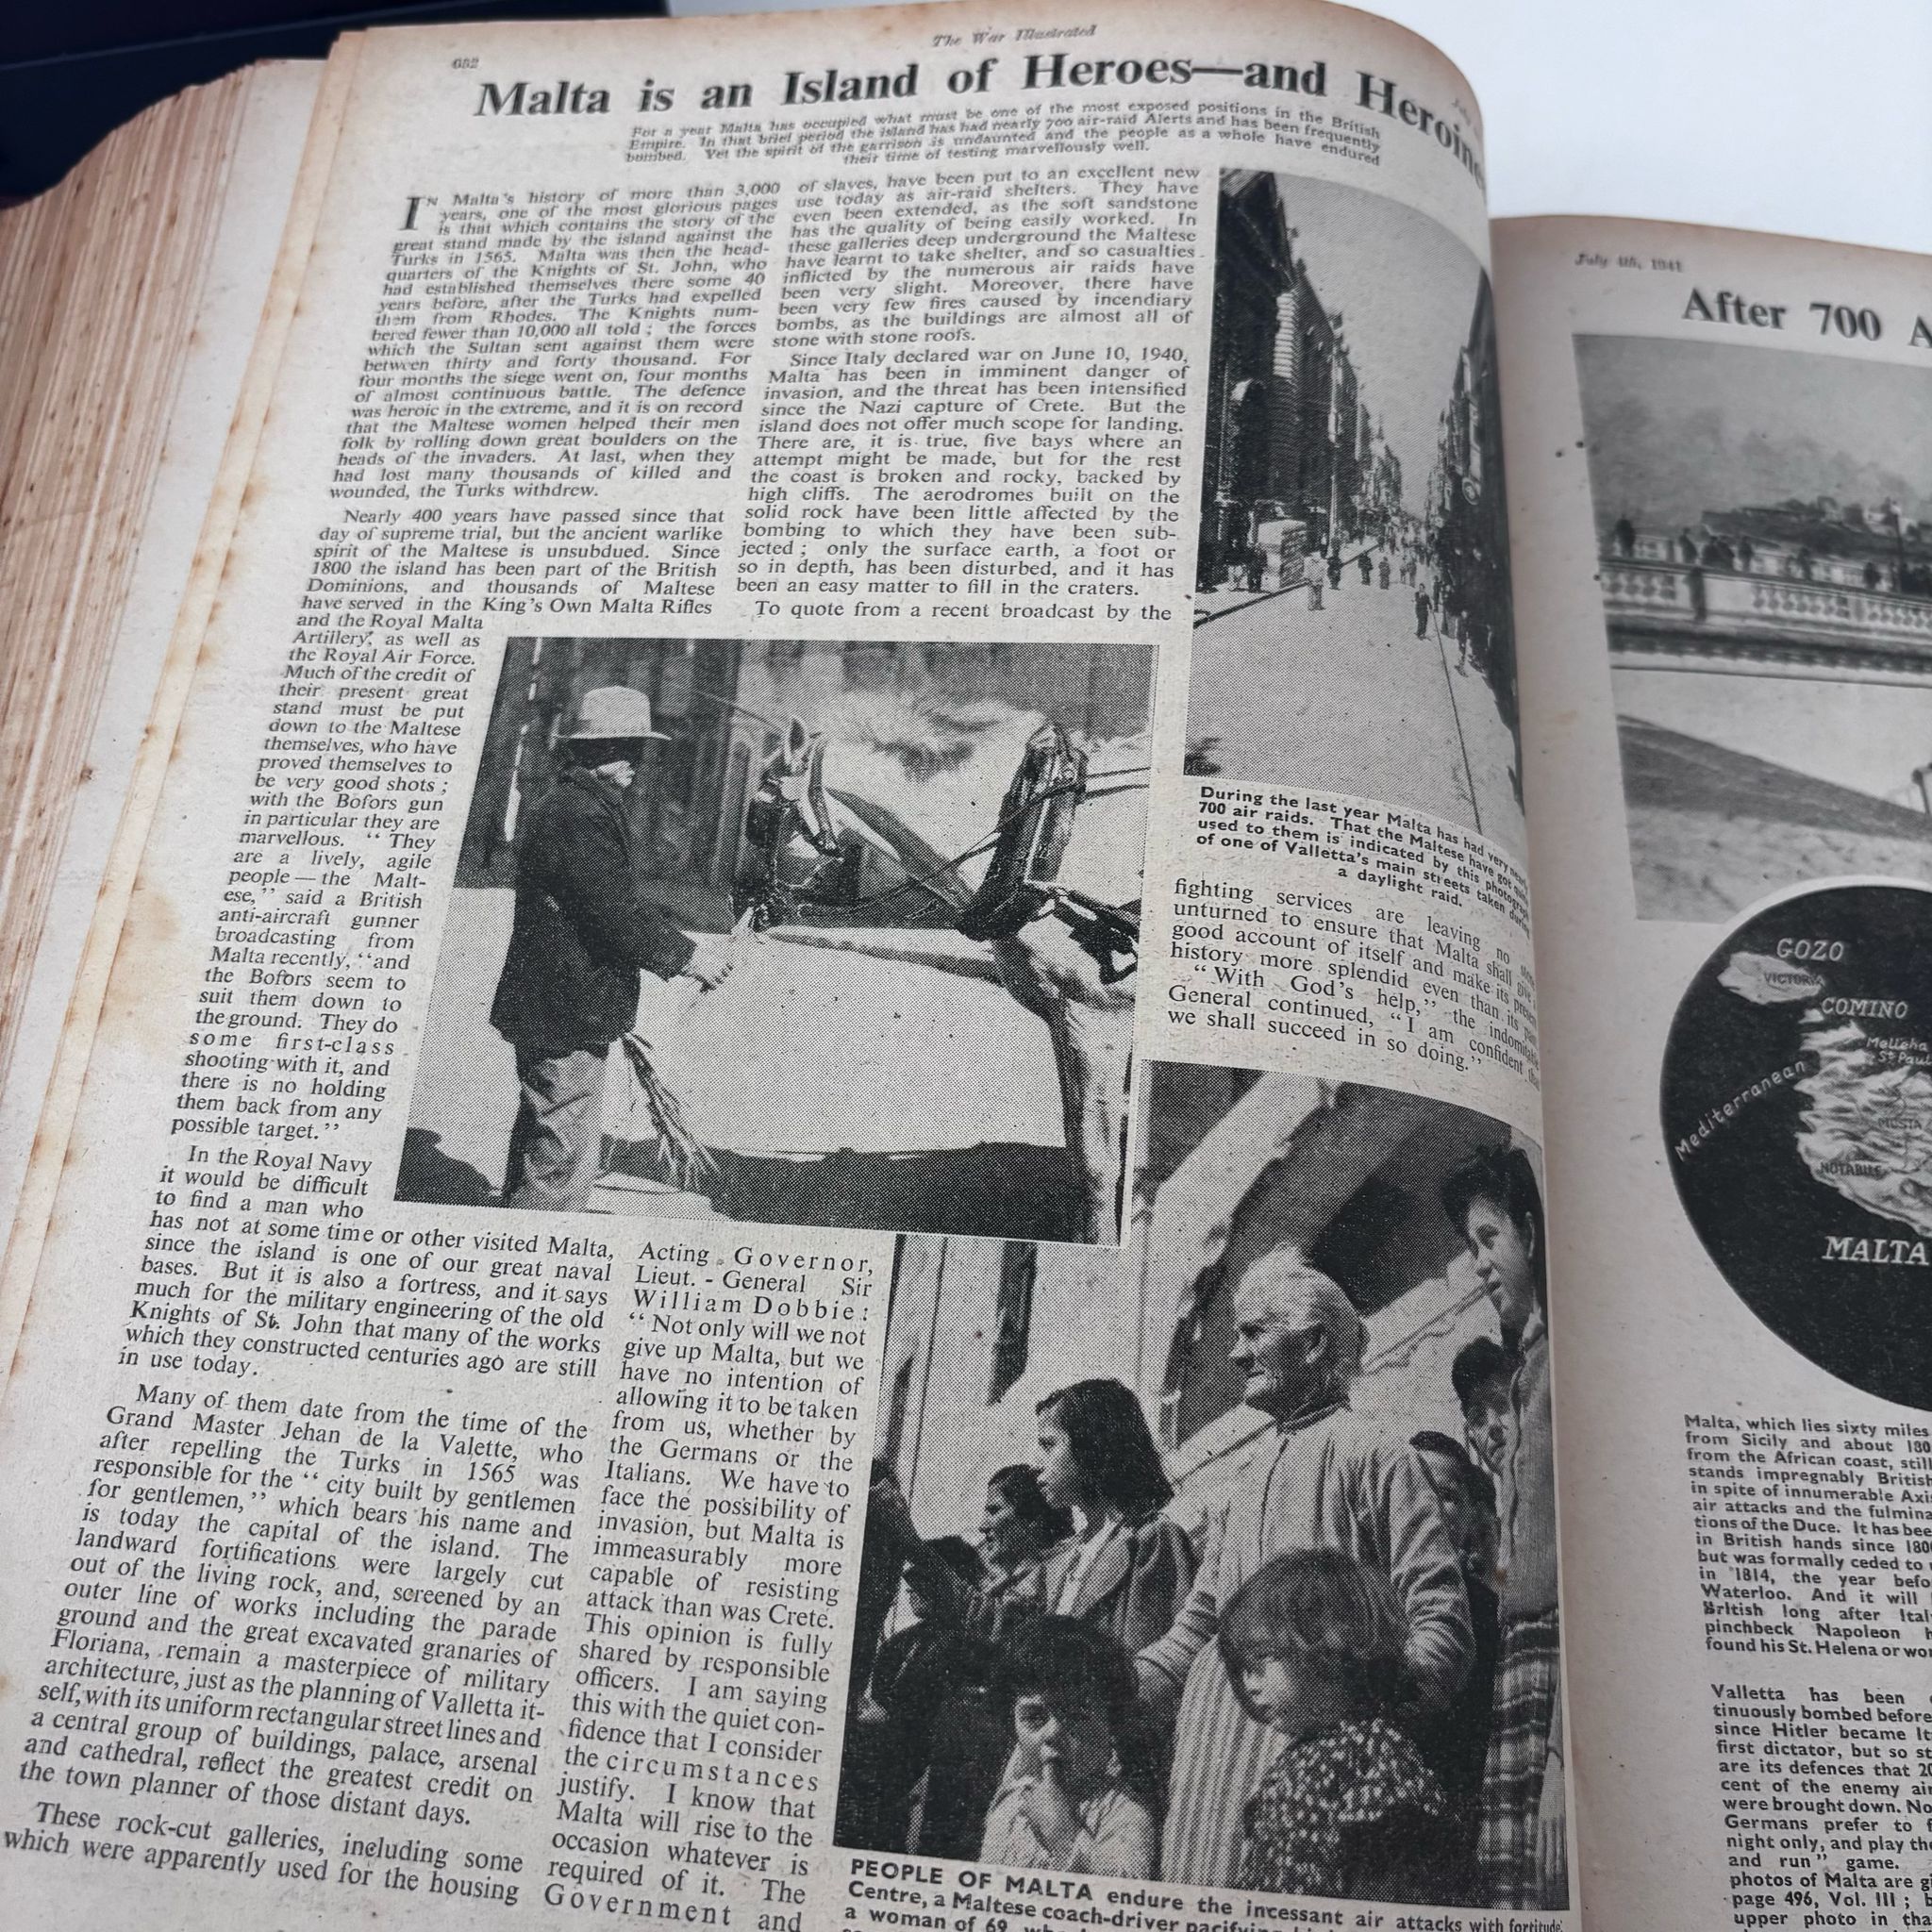 The War Illustrated
682
Malta is an Island of Heroes—and Heroine
For a year Malta has occupied what must be one of the most exposed positions in the British
Empire. In that brief period the island has had nearly 700 air-raid Alerts and has been frequently
bombed. Yet the spirit of the garrison is undaunted and the people as a whole have endured
their time of testing marvellously well.
IN Malta's history of more than 3,000
years, one of the most glorious pages
is that which contains the story of the
great stand made by the island against the
Turks in 1565. Malta was then the head-
quarters of the Knights of St. John, who
had established themselves there some 40
years before, after the Turks had expelled
them from Rhodes. The Knights num-
bered fewer than 10,000 all told ; the forces
which the Sultan sent against them were
between thirty and forty thousand. For
four months the siege went on, four months
of almost continuous battle. The defence
was heroic in the extreme, and it is on record
that the Maltese women helped their men
folk by rolling down great boulders on the
heads of the invaders. At last, when they
had lost many thousands of killed and
wounded, the Turks withdrew.
Nearly 400 years have passed since that
day of supreme trial, but the ancient warlike
spirit of the Maltese is unsubdued. Since
1800 the island has been part of the British
Dominions, and thousands of Maltese
have served in the King's Own Malta Rifles
and the Royal Malta
Artillery, as well as
the Royal Air Force.
Much of the credit of
their present great
stand must be put
down to the Maltese
themselves, who have
proved themselves to
be very good shots ;
with the Bofors gun
in particular they are
marvellous. “ They
are a lively, agile
people — the Malt-
ese,” said a British
anti-aircraft gunner
broadcasting from
Malta recently, “and
the Bofors seem to
suit them down to
the ground. They do
some first-class
shooting with it, and
there is no holding
them back from any
possible target.”
In the Royal Navy
it would be difficult
to find a man who
has not at some time or other visited Malta,
since the island is one of our great naval
bases. But it is also a fortress, and it says
much for the military engineering of the old
Knights of St. John that many of the works
which they constructed centuries ago are still
in use today.
Many of them date from the time of the
Grand Master Jehan de la Valette, who
after repelling the Turks in 1565 was
responsible for the “ city built by gentlemen
for gentlemen,” which bears his name and
is today the capital of the island. The
landward fortifications were largely cut
out of the living rock, and, screened by an
outer line of works including the parade
ground and the great excavated granaries of
Floriana, remain a masterpiece of military
architecture, just as the planning of Valletta it-
self, with its uniform rectangular street lines and
a central group of buildings, palace, arsenal
and cathedral, reflect the greatest credit on
the town planner of those distant days.
These rock-cut galleries, including some
which were apparently used for the housing
of slaves, have been put to an excellent new
use today as air-raid shelters. They have
even been extended, as the soft sandstone
has the quality of being easily worked. In
these galleries deep underground the Maltese
have learnt to take shelter, and so casualties
inflicted by the numerous air raids have
been very slight. Moreover, there have
been very few fires caused by incendiary
bombs, as the buildings are almost all of
stone with stone roofs.
Since Italy declared war on June 10, 1940,
Malta has been in imminent danger of
invasion, and the threat has been intensified
since the Nazi capture of Crete. But the
island does not offer much scope for landing.
There are, it is true, five bays where an
attempt might be made, but for the rest
the coast is broken and rocky, backed by
high cliffs. The aerodromes built on the
solid rock have been little affected by the
bombing to which they have been sub-
jected ; only the surface earth, a foot or
so in depth, has been disturbed, and it has
been an easy matter to fill in the craters.
To quote from a recent broadcast by the
Acting Governor,
Lieut. - General Sir
William Dobbie :
“ Not only will we not
give up Malta, but we
have no intention of
allowing it to be taken
from us, whether by
the Germans or the
Italians. We have to
face the possibility of
invasion, but Malta is
immeasurably more
capable of resisting
attack than was Crete.
This opinion is fully
shared by responsible
officers. I am saying
this with the quiet con-
fidence that I consider
the circumstances
justify. I know that
Malta will rise to the
occasion whatever is
required of it. The
Government and
During the last year Malta has had very nearly
700 air raids. That the Maltese have got quite
used to them is indicated by this photograph
of one of Valletta's main streets taken during
a daylight raid.
fighting services are leaving no
unturned to ensure that Malta shall give
good account of itself and make its present
history more splendid even than its past.
“ With God's help,” the indomitable
General continued, “ I am confident that
we shall succeed in so doing.”
PEOPLE OF MALTA endure the incessant air attacks with fortitude.
Centre, a Maltese coach-driver pacifying
a woman of 69
July 4th, 1941
After 700 A
GOZO
VICTORIA
COMINO
Melleha
St Paul
Mediterranean
MUSTA
NOTABILE
MALTA
Malta, which lies sixty miles
from Sicily and about 180
from the African coast, still
stands impregnably British
in spite of innumerable Axis
air attacks and the fulmina-
tions of the Duce. It has been
in British hands since 1800
but was formally ceded to
in 1814, the year before
Waterloo. And it will
British long after Italy
pinchbeck Napoleon h
found his St. Helena or wor
Valletta has been
tinuously bombed before
since Hitler became It
first dictator, but so st
are its defences that 20
cent of the enemy air
were brought down. No
Germans prefer to f
night only, and play the
and run ” game.
photos of Malta are gi
page 496, Vol. III ; b
upper photo in the